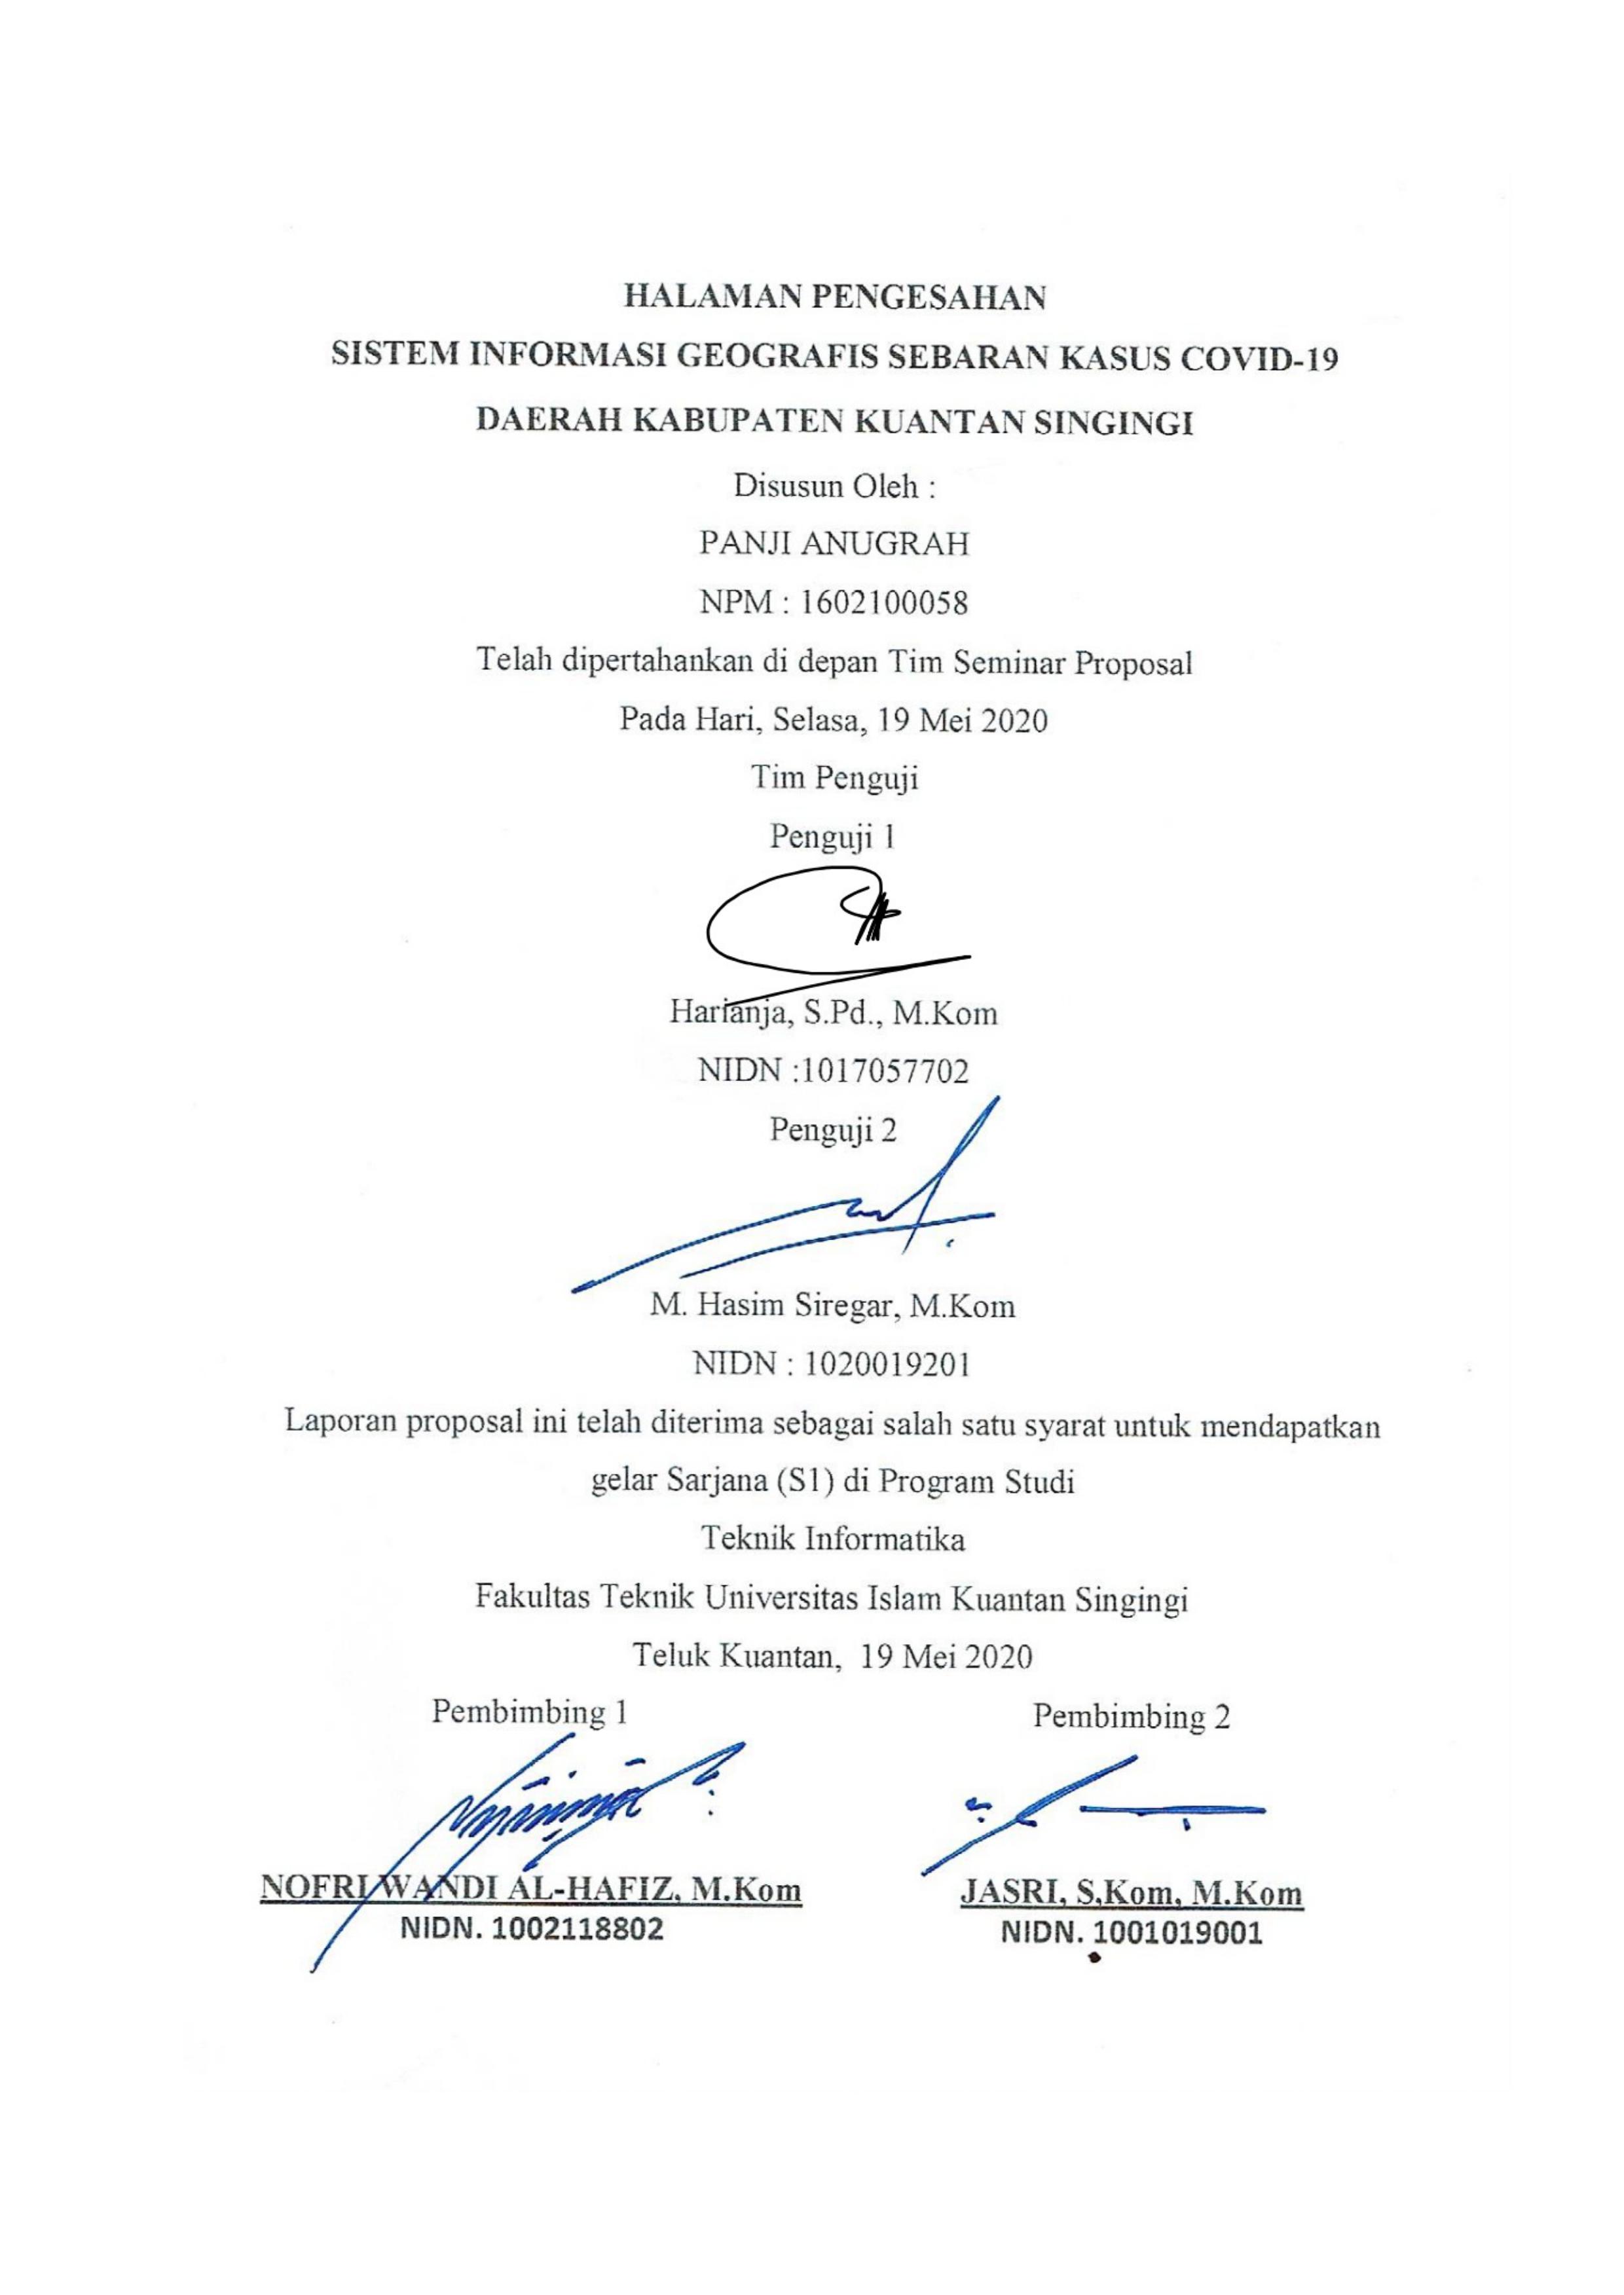 HALAMAN PENGESAHAN
SISTEM INFORMASI GEOGRAFIS SEBARAN KASUS COVID-19
DAERAH KABUPATEN KUANTAN SINGINGI
Disusun Oleh :
PANJI ANUGRAH
NPM : 1602100058
Telah dipertahankan di depan Tim Seminar Proposal
Pada Hari, Selasa, 19 Mei 2020
Tim Penguji
Penguji 1
Harianja, S.Pd., M.Kom
NIDN :1017057702
Penguji 2
M. Hasim Siregar, M.Kom
NIDN : 1020019201
Laporan proposal ini telah diterima sebagai salah satu syarat untuk mendapatkan
gelar Sarjana (S1) di Program Studi
Teknik Informatika
Fakultas Teknik Universitas Islam Kuantan Singingi
Teluk Kuantan, 19 Mei 2020
Pembimbing 1 Pembimbing 2
NOFRI WANDI AL-HAFIZ, M.Kom JASRI, S,Kom, M.Kom
NIDN. 1002118802 NIDN. 1001019001